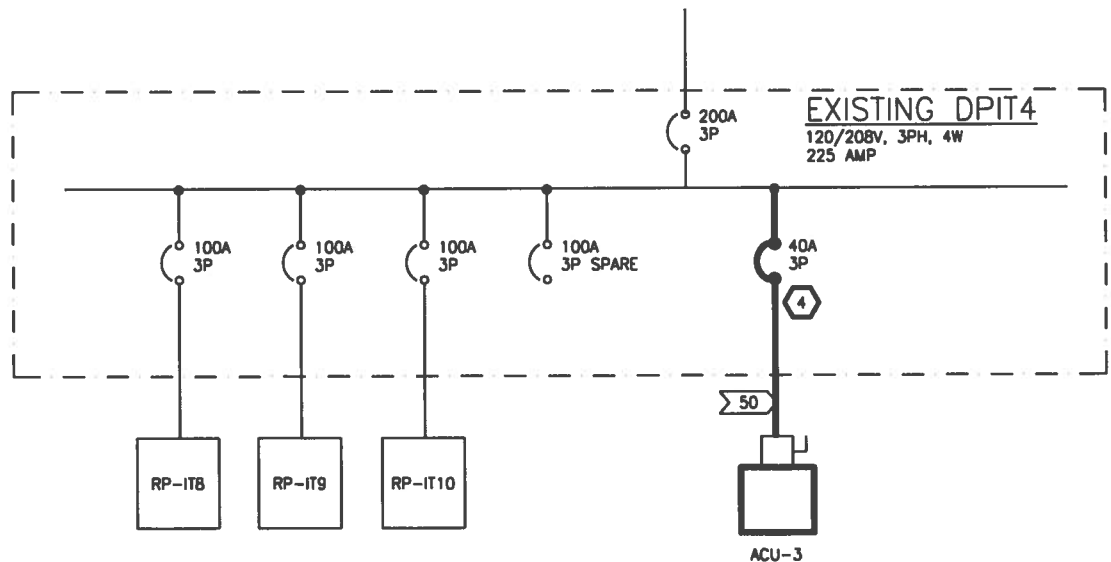 200A
3P
EXISTING DPIT4
120/208V, 3PH, 4W
225 AMP
100A
3P
100A
3P
100A
3P
100A
3P SPARE
40A
3P
4
50
RP-IT8
RP-IT9
RP-IT10
ACU-3